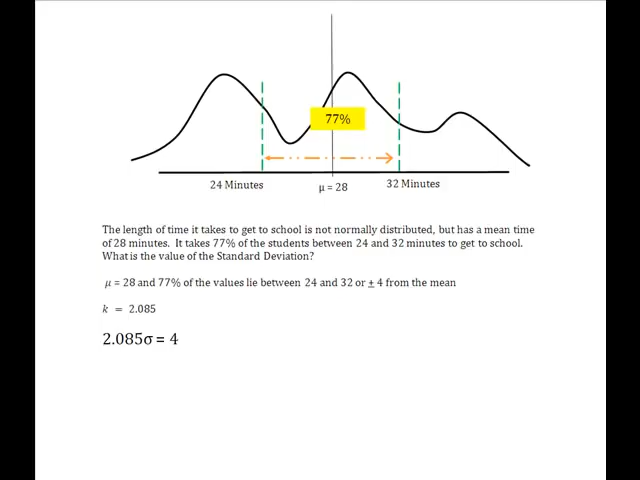 77%
24 Minutes
μ = 28
32 Minutes
The length of time it takes to get to school is not normally distributed, but has a mean time
of 28 minutes. It takes 77% of the students between 24 and 32 minutes to get to school.
What is the value of the Standard Deviation?
μ = 28 and 77% of the values lie between 24 and 32 or ± 4 from the mean
k = 2.085
2.085σ = 4